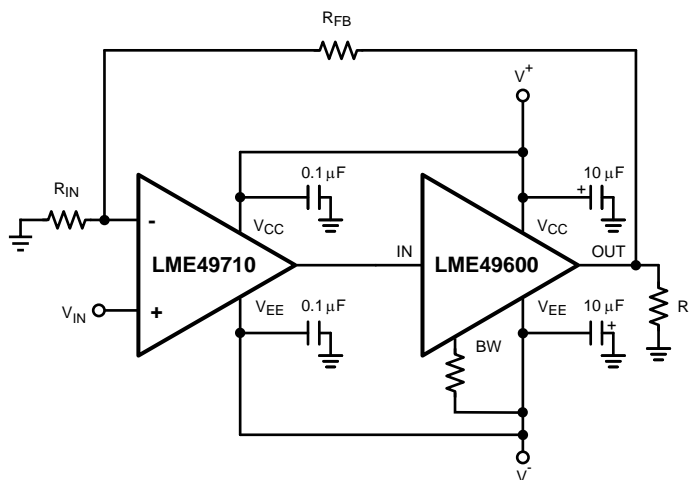 RFB
V+
0.1 μF
10 μF
+
RIN
-
VCC
VCC
LME49710
IN
LME49600
OUT
VIN
+
VEE
0.1 μF
VEE
10 μF
+
R
BW
V-